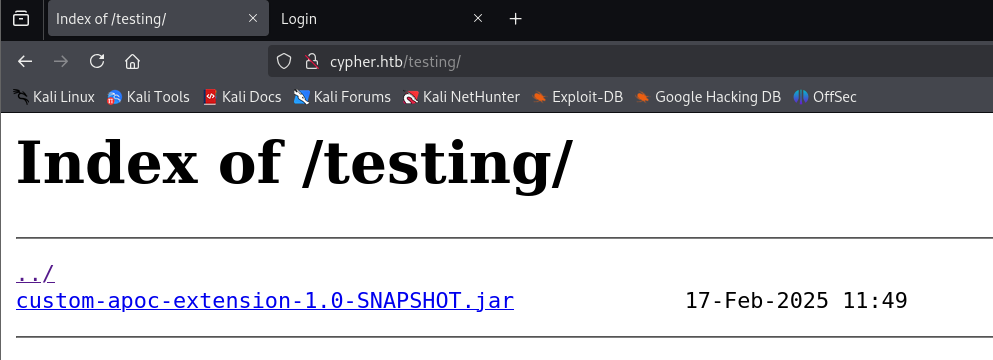 Index of /testing/
Login
cypher.htb/testing/
Kali Linux Kali Tools Kali Docs Kali Forums Kali NetHunter Exploit-DB Google Hacking DB OffSec
Index of /testing/
../
custom-apoc-extension-1.0-SNAPSHOT.jar 17-Feb-2025 11:49